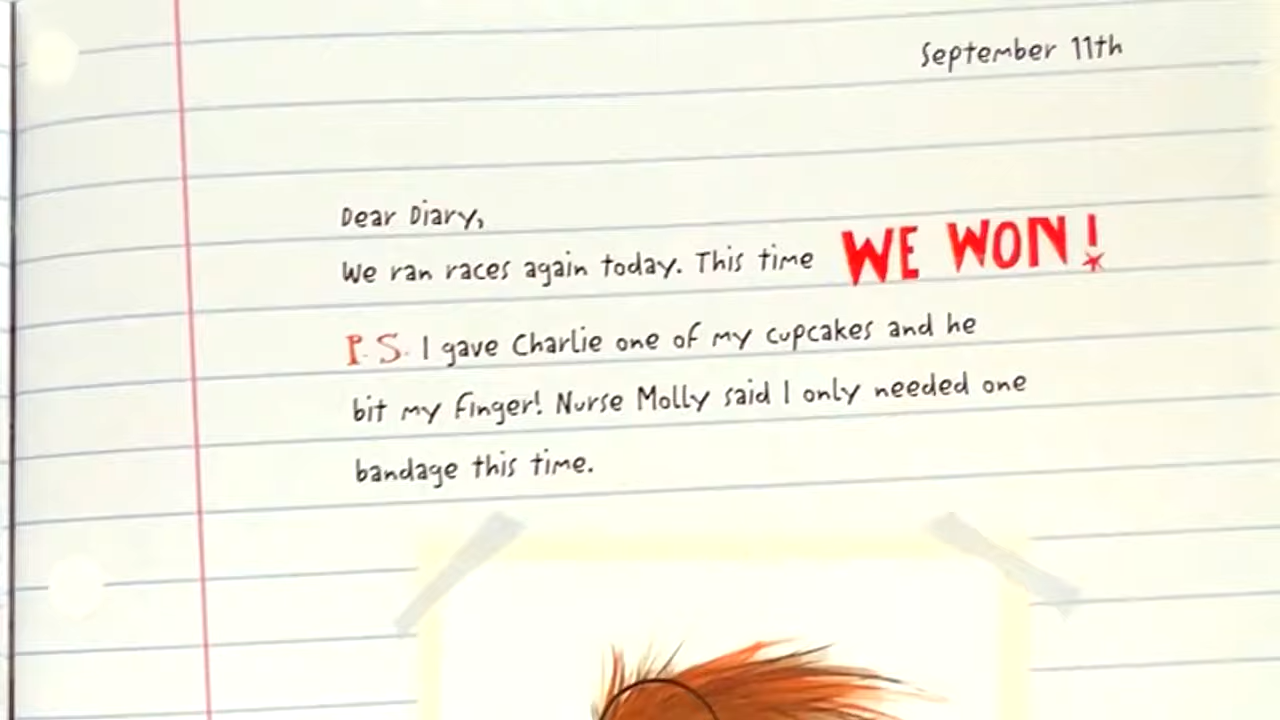 September 11th
Dear Diary,
We ran races again today. This time WE WON!
P.S. I gave Charlie one of my cupcakes and he
bit my finger! Nurse Molly said I only needed one
bandage this time.